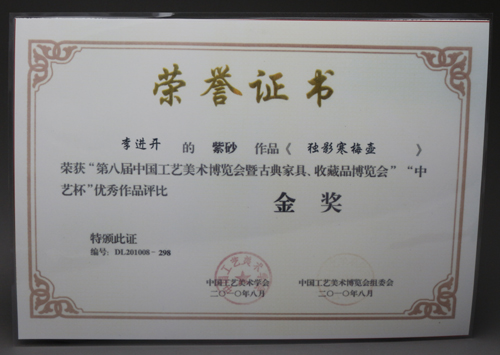 荣誉证书
李进丹 的 紫砂 作品《 独影寒梅壶 》
荣获“第八届中国工艺美术博览会暨古典家具、收藏品博览会” “中
艺杯”优秀作品评比 金 奖
特颁此证
编号: DL201008-298
中国工艺美术学会 中国工艺美术博览会组委会
二〇一〇年八月 二〇一〇年八月